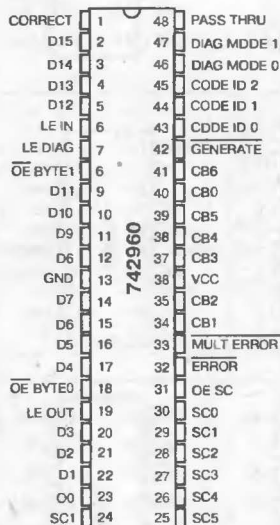 CORRECT 1 48 PASS THRU
D15 2 47 DIAG MDDE 1
D14 3 46 DIAG MODE 0
D13 4 45 CODE ID 2
D12 5 44 CODE ID 1
LE IN 6 43 CDDE ID 0
LE DIAG 7 42 GENERATE
OE BYTE1 6 41 CB6
D11 9 40 CB0
D10 10 39 CB5
D9 11 38 CB4
D6 12 37 CB3
GND 13 38 VCC
D7 14 35 CB2
D6 15 34 CB1
D5 16 33 MULT ERROR
D4 17 32 ERROR
OE BYTE0 18 31 OE SC
LE OUT 19 30 SC0
D3 20 29 SC1
D2 21 28 SC2
D1 22 27 SC3
O0 23 26 SC4
SC1 24 25 SC5
742960